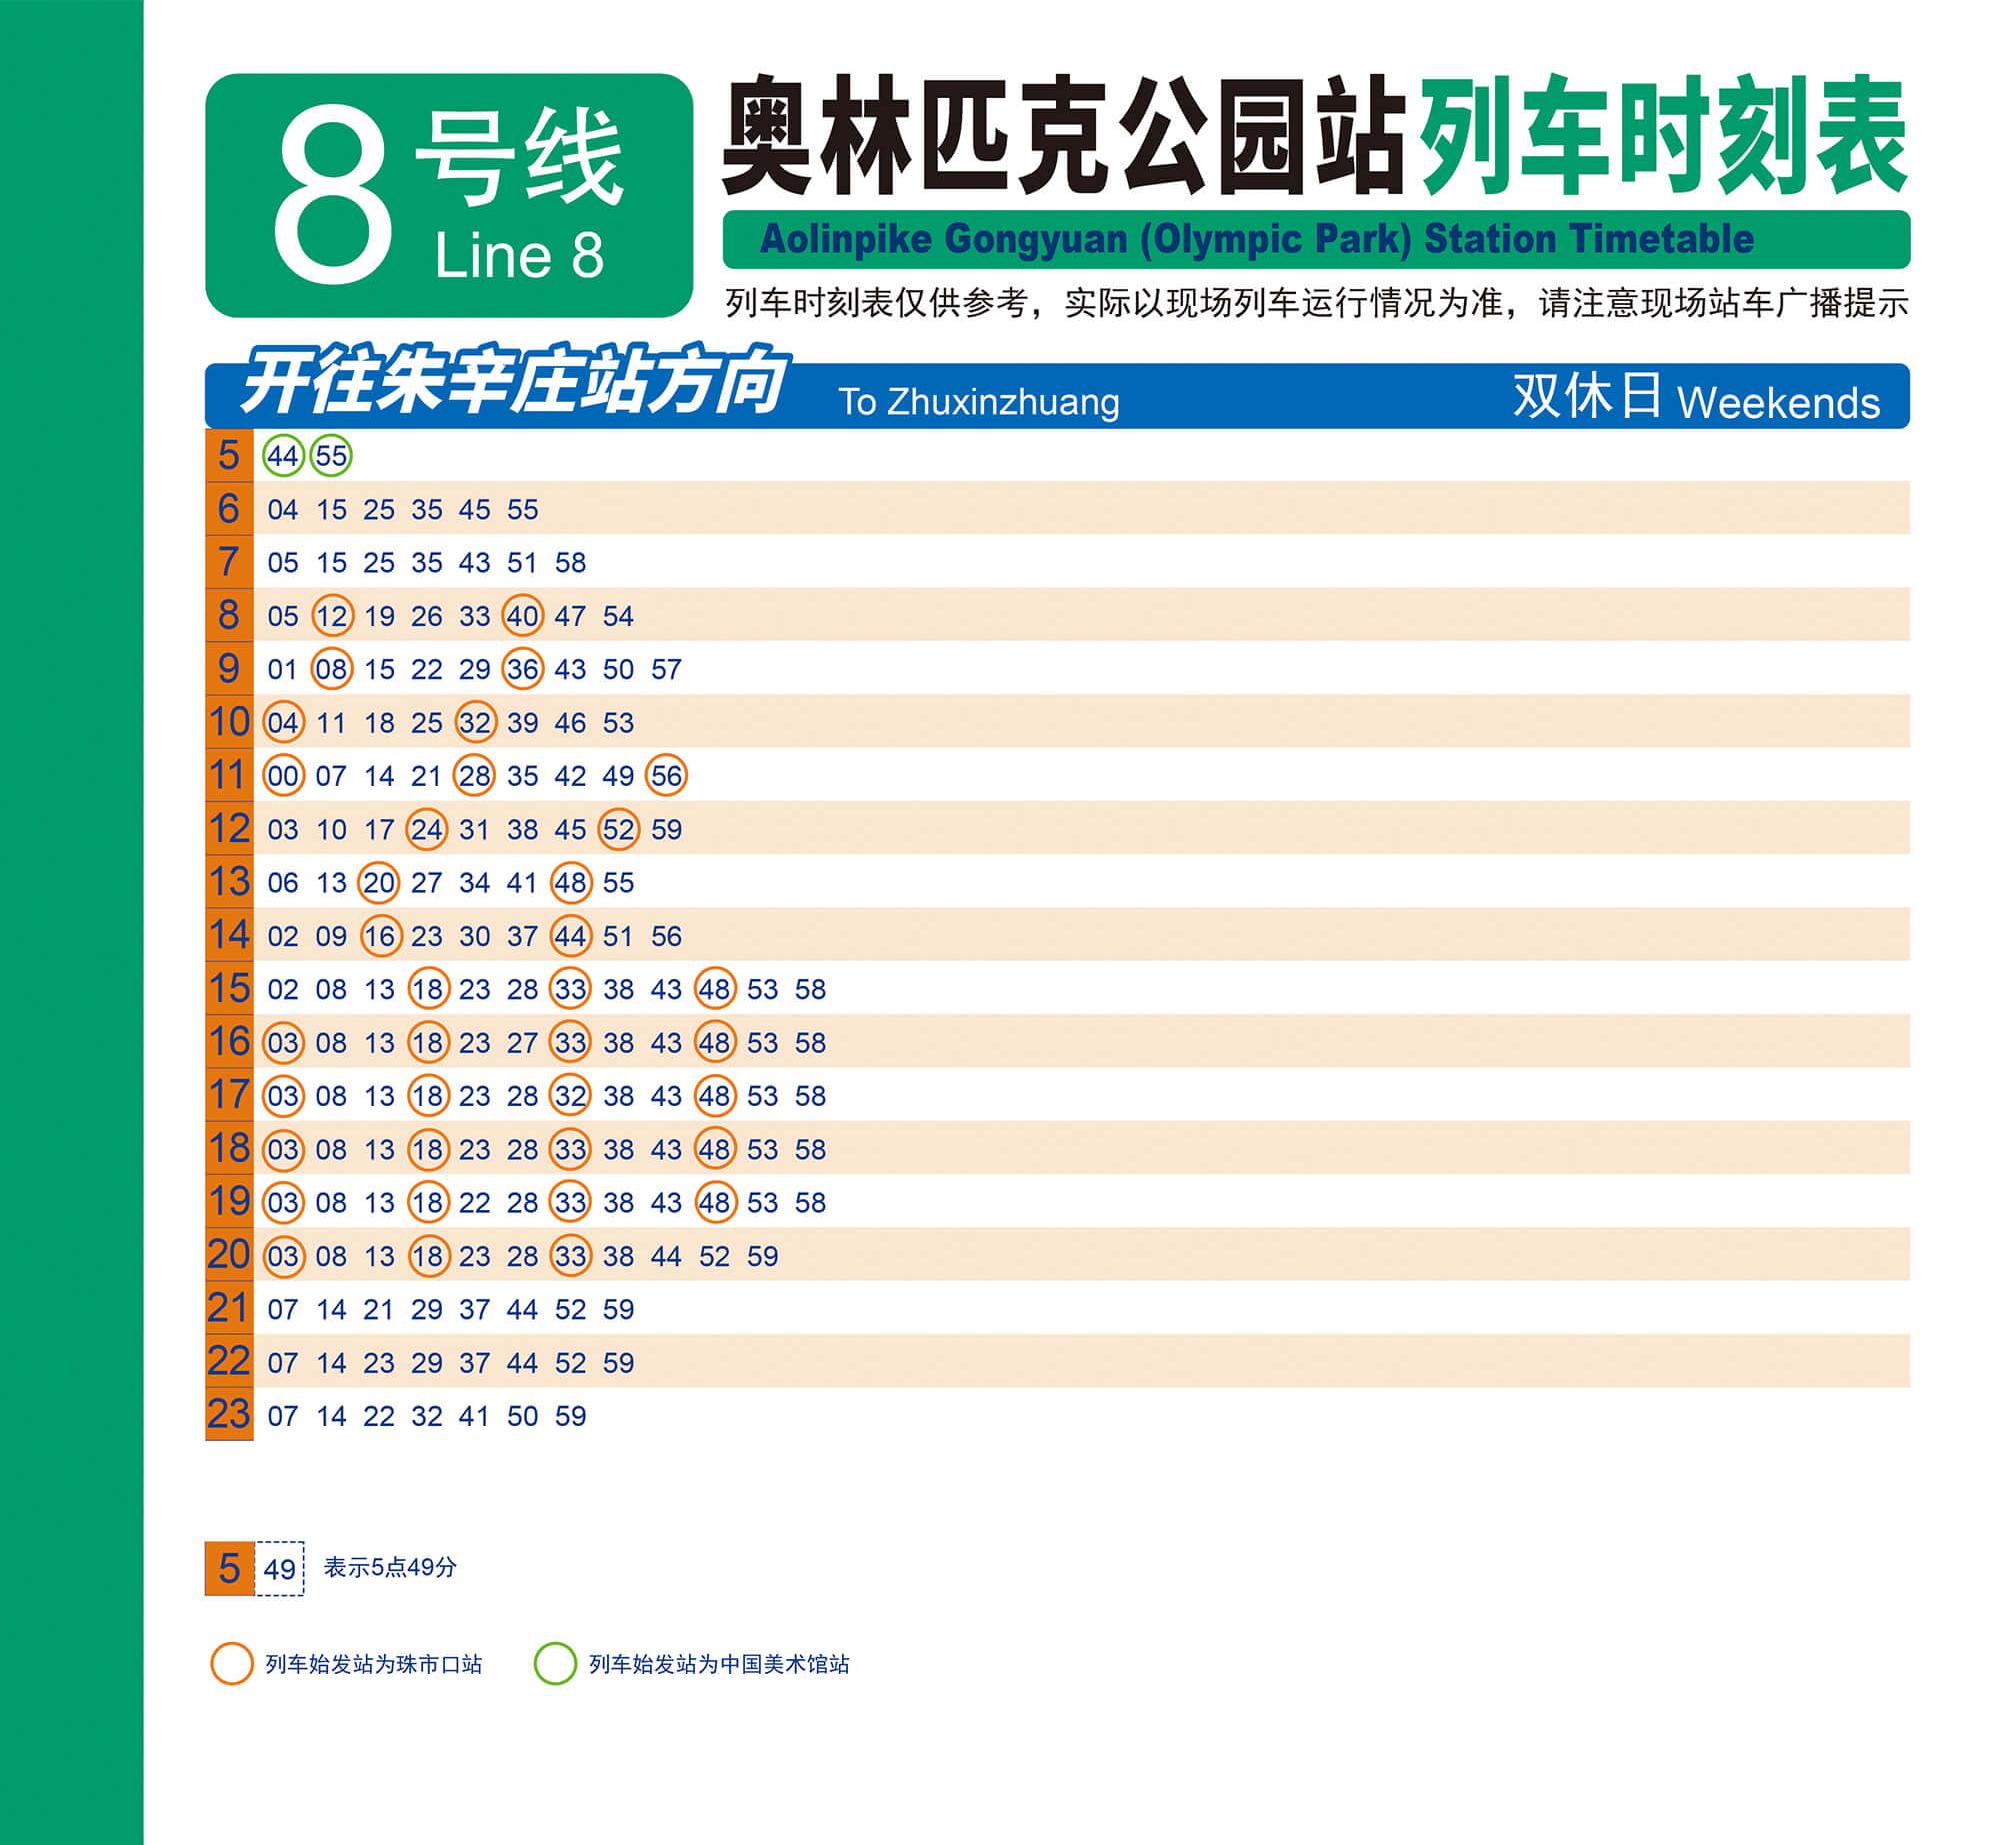 8号线
Line 8
奥林匹克公园站列车时刻表
Aolinpike Gongyuan (Olympic Park) Station Timetable
列车时刻表仅供参考，实际以现场列车运行情况为准，请注意现场站车广播提示
开往朱辛庄站方向 To Zhuxinzhuang 双休日 Weekends
5 44 55
6 04 15 25 35 45 55
7 05 15 25 35 43 51 58
8 05 12 19 26 33 40 47 54
9 01 08 15 22 29 36 43 50 57
10 04 11 18 25 32 39 46 53
11 00 07 14 21 28 35 42 49 56
12 03 10 17 24 31 38 45 52 59
13 06 13 20 27 34 41 48 55
14 02 09 16 23 30 37 44 51 56
15 02 08 13 18 23 28 33 38 43 48 53 58
16 03 08 13 18 23 27 33 38 43 48 53 58
17 03 08 13 18 23 28 32 38 43 48 53 58
18 03 08 13 18 23 28 33 38 43 48 53 58
19 03 08 13 18 22 28 33 38 43 48 53 58
20 03 08 13 18 23 28 33 38 44 52 59
21 07 14 21 29 37 44 52 59
22 07 14 23 29 37 44 52 59
23 07 14 22 32 41 50 59
5 49 表示5点49分
列车始发站为珠市口站 列车始发站为中国美术馆站